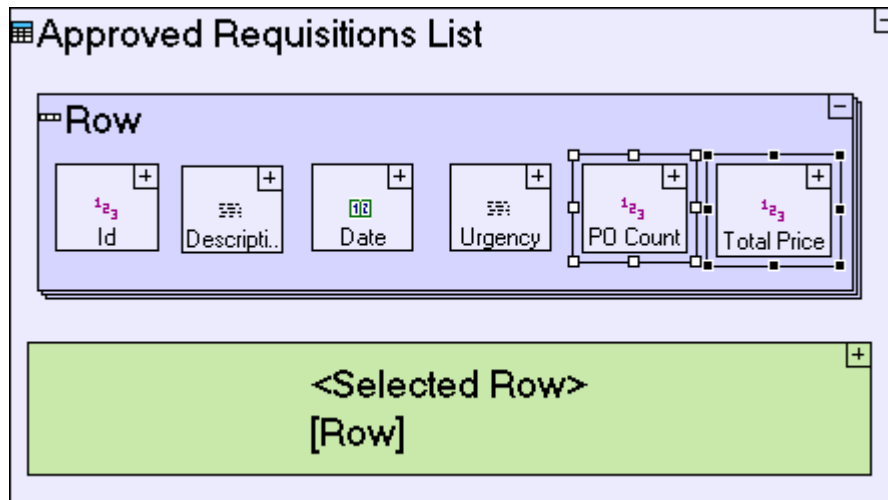 Approved Requisitions List
Row
Id
Descripti..
Date
Urgency
PO Count
Total Price
<Selected Row>
[Row]